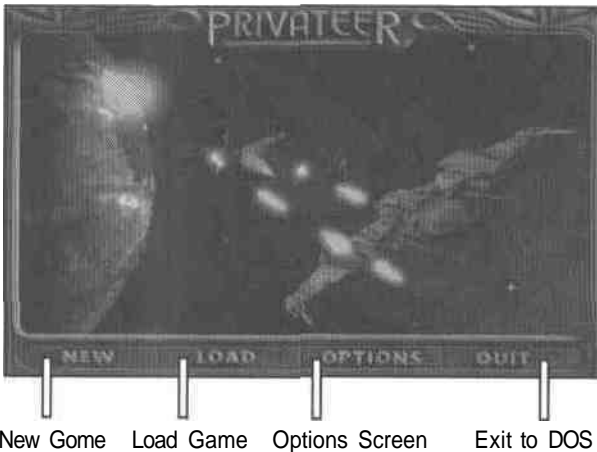 PRIVATEER
NEW LOAD OPTIONS QUIT
New Gome Load Game Options Screen Exit to DOS